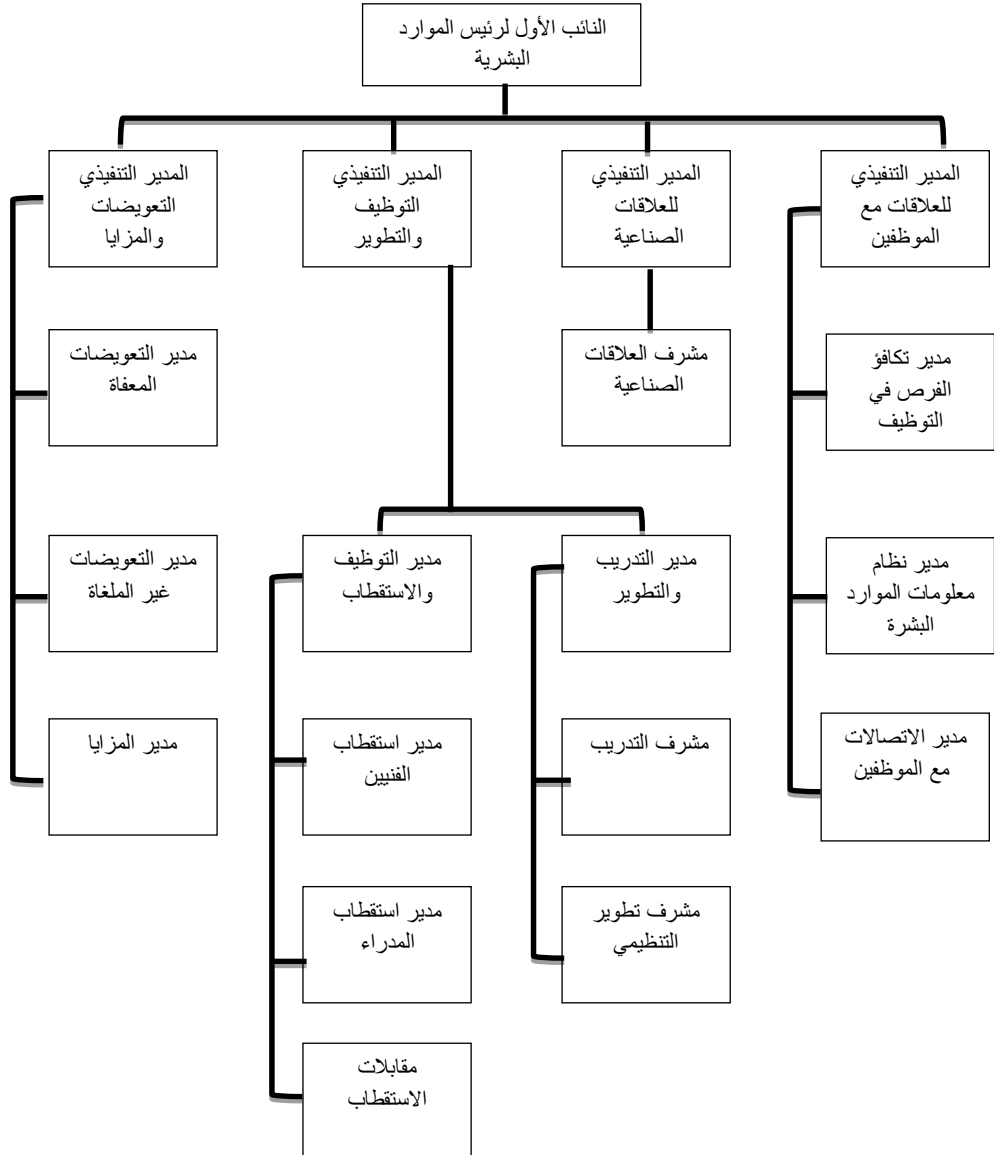 النائب الأول لرئيس الموارد
البشرية
المدير التنفيذي
للعلاقات مع
الموظفين
المدير التنفيذي
للعلاقات
الصناعية
المدير التنفيذي
التوظيف
والتطوير
المدير التنفيذي
التعويضات
والمزايا
مدير تكافؤ
الفرص في
التوظيف
مشرف العلاقات
الصناعية
مدير التعويضات
المعفاة
مدير نظام
معلومات الموارد
البشرة
مدير التدريب
والتطوير
مدير التوظيف
والاستقطاب
مدير التعويضات
غير الملغاة
مدير الاتصالات
مع الموظفين
مشرف التدريب
مدير استقطاب
الفنيين
مدير المزايا
مشرف تطوير
التنظيمي
مدير استقطاب
المدراء
مقابلات
الاستقطاب